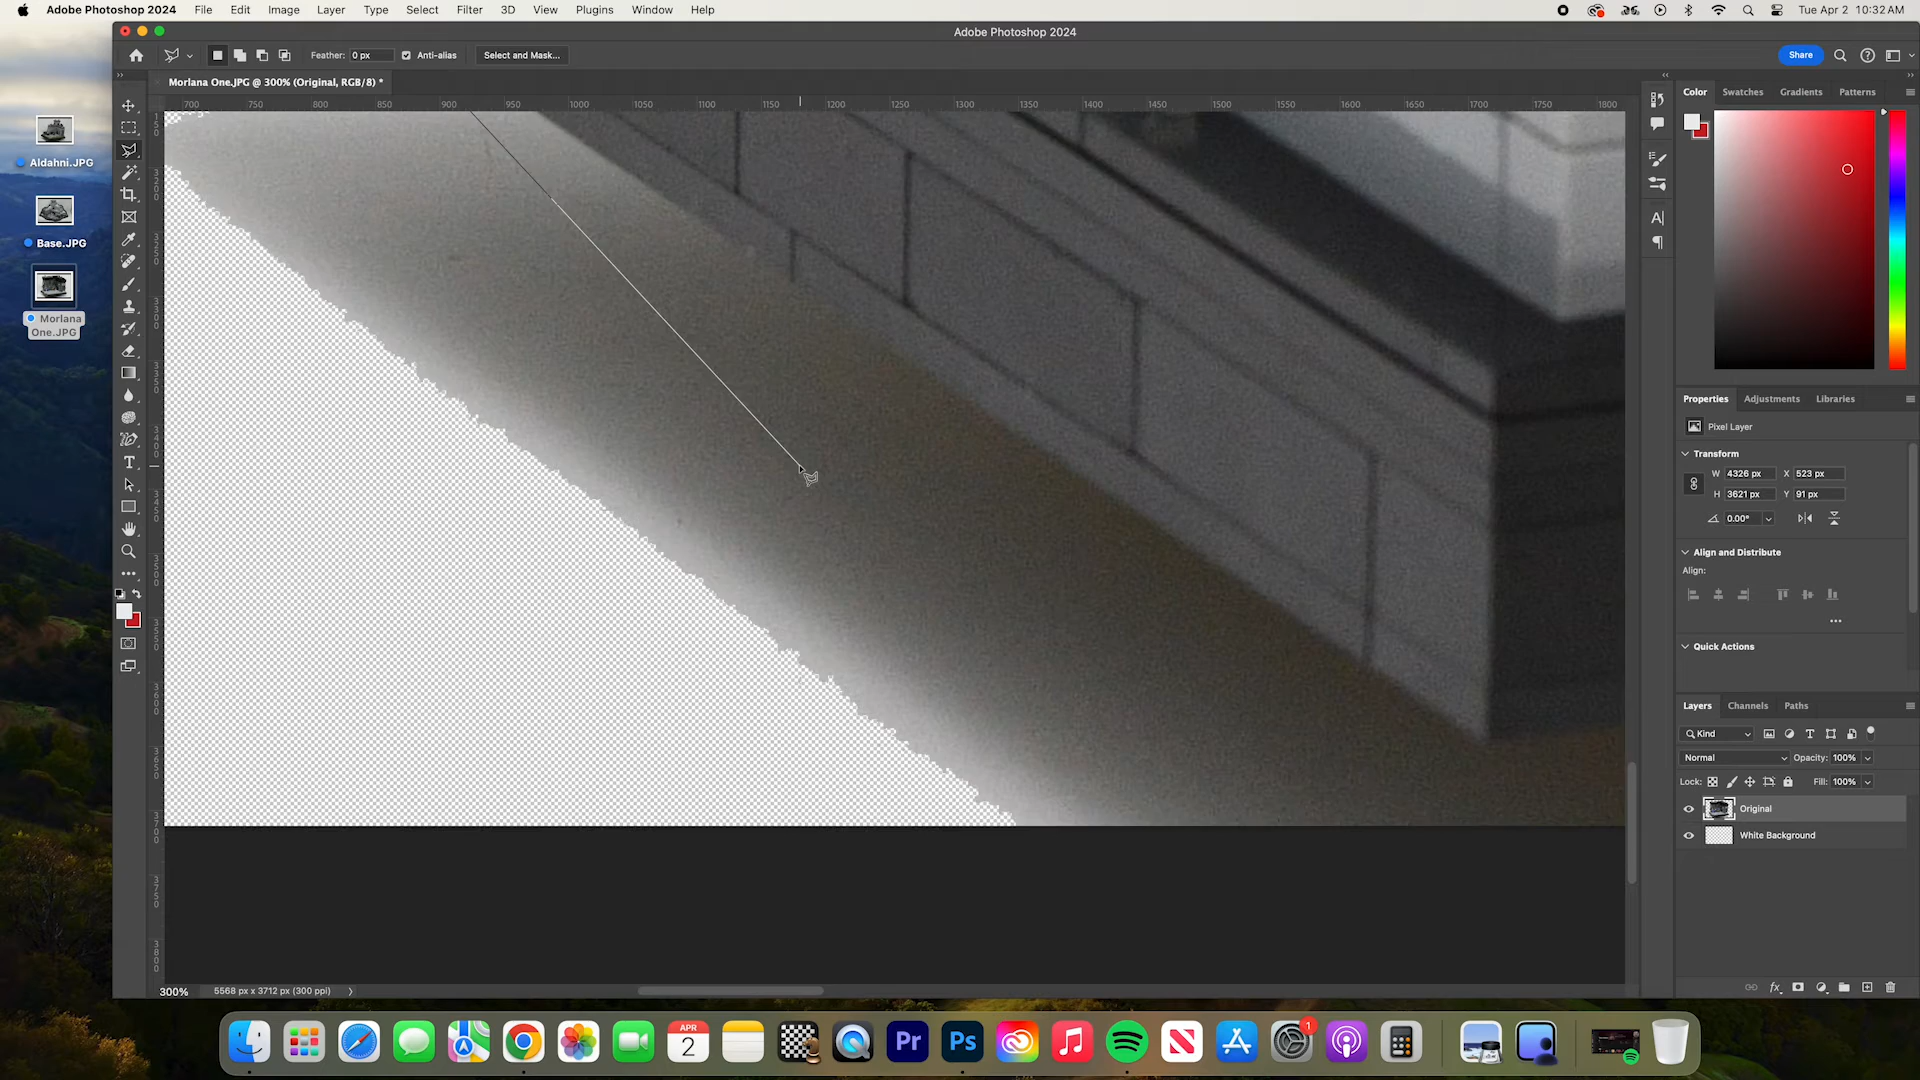 Adobe Photoshop 2024 File Edit Image Layer Type Select Filter 3D View Plugins Window Help Tue Apr 2 10:32 AM
Adobe Photoshop 2024
Feather: 0 px Anti-alias Select and Mask... Share
Morlana One.JPG @ 300% (Original, RGB/8) *
700 750 800 850 900 950 1000 1050 1100 1150 1200 1250 1300 1350 1400 1450 1500 1550 1600 1650 1700 1750 1800
Aldahni.JPG
Base.JPG
Morlana
One.JPG
Color Swatches Gradients Patterns
Properties Adjustments Libraries
Pixel Layer
Transform
W 4326 px X 523 px
H 3621 px Y 91 px
0.00°
Align and Distribute
Align:
Quick Actions
Layers Channels Paths
Kind
Normal Opacity: 100%
Lock: Fill: 100%
Original
White Background
300% 5568 px x 3712 px (300 ppi)
APR
2
Pr
Ps
1